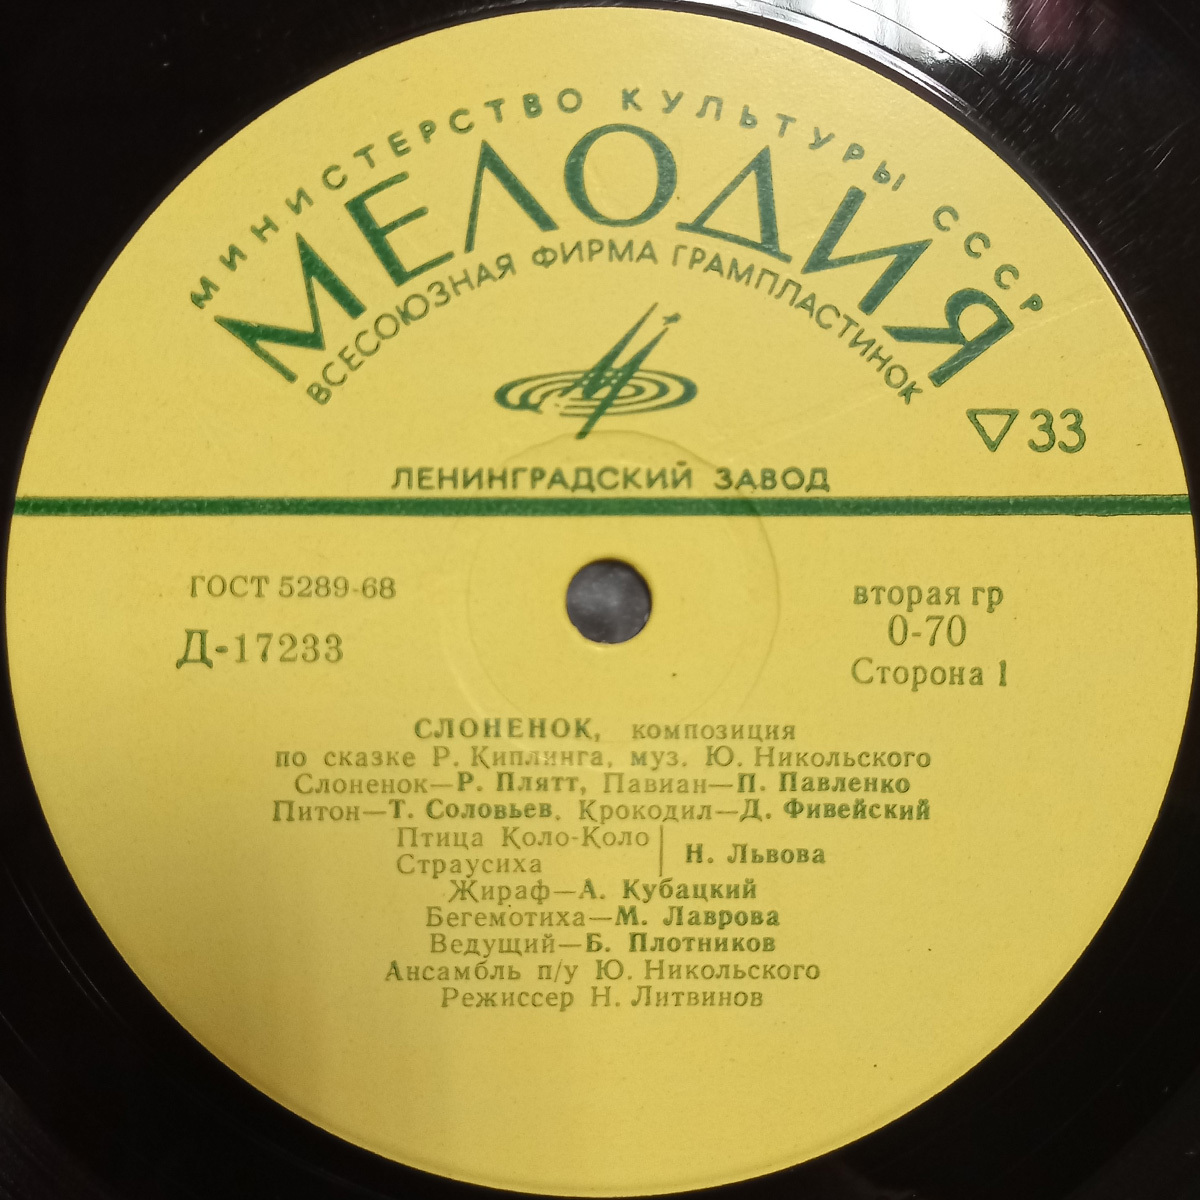 МИНИСТЕРСТВО КУЛЬТУРЫ СССР
МЕЛОДИЯ
ВСЕСОЮЗНАЯ ФИРМА ГРАМПЛАСТИНОК
33
ЛЕНИНГРАДСКИЙ ЗАВОД
ГОСТ 5289-68
Д-17233
вторая гр
0-70
Сторона 1
СЛОНЕНОК, композиция
по сказке Р. Киплинга, муз. Ю. Никольского
Слоненок—Р. Плятт, Павиан—П. Павленко
Питон—Т. Соловьев. Крокодил—Д. Фивейский
Птица Коло-Коло
Страусиха
Н. Львова
Жираф—А. Кубацкий
Бегемотиха—М. Лаврова
Ведущий—Б. Плотников
Ансамбль п/у Ю. Никольского
Режиссер Н. Литвинов